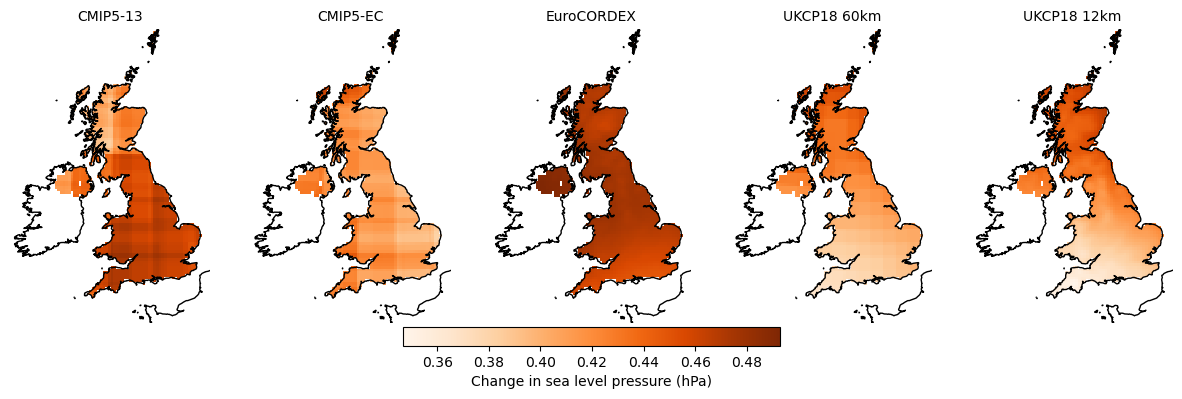 CMIP5-13
CMIP5-EC
EuroCORDEX
UKCP18 60km
UKCP18 12km
0.36
0.38
0.40
0.42
0.44
0.46
0.48
Change in sea level pressure (hPa)